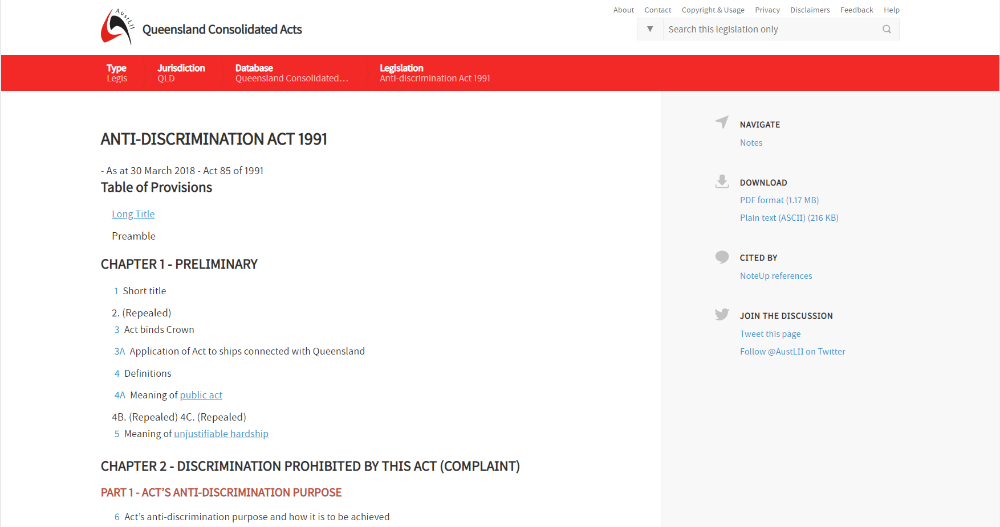 AustLII
Queensland Consolidated Acts
About Contact Copyright & Usage Privacy Disclaimers Feedback Help
▼ Search this legislation only
Type Jurisdiction Database Legislation
Legis QLD Queensland Consolidated... Anti-discrimination Act 1991
ANTI-DISCRIMINATION ACT 1991
- As at 30 March 2018 - Act 85 of 1991
Table of Provisions
Long Title
Preamble
CHAPTER 1 - PRELIMINARY
1 Short title
2. (Repealed)
3 Act binds Crown
3A Application of Act to ships connected with Queensland
4 Definitions
4A Meaning of public act
4B. (Repealed) 4C. (Repealed)
5 Meaning of unjustifiable hardship
CHAPTER 2 - DISCRIMINATION PROHIBITED BY THIS ACT (COMPLAINT)
PART 1 - ACT’S ANTI-DISCRIMINATION PURPOSE
6 Act’s anti-discrimination purpose and how it is to be achieved
NAVIGATE
Notes
DOWNLOAD
PDF format (1.17 MB)
Plain text (ASCII) (216 KB)
CITED BY
NoteUp references
JOIN THE DISCUSSION
Tweet this page
Follow @AustLII on Twitter